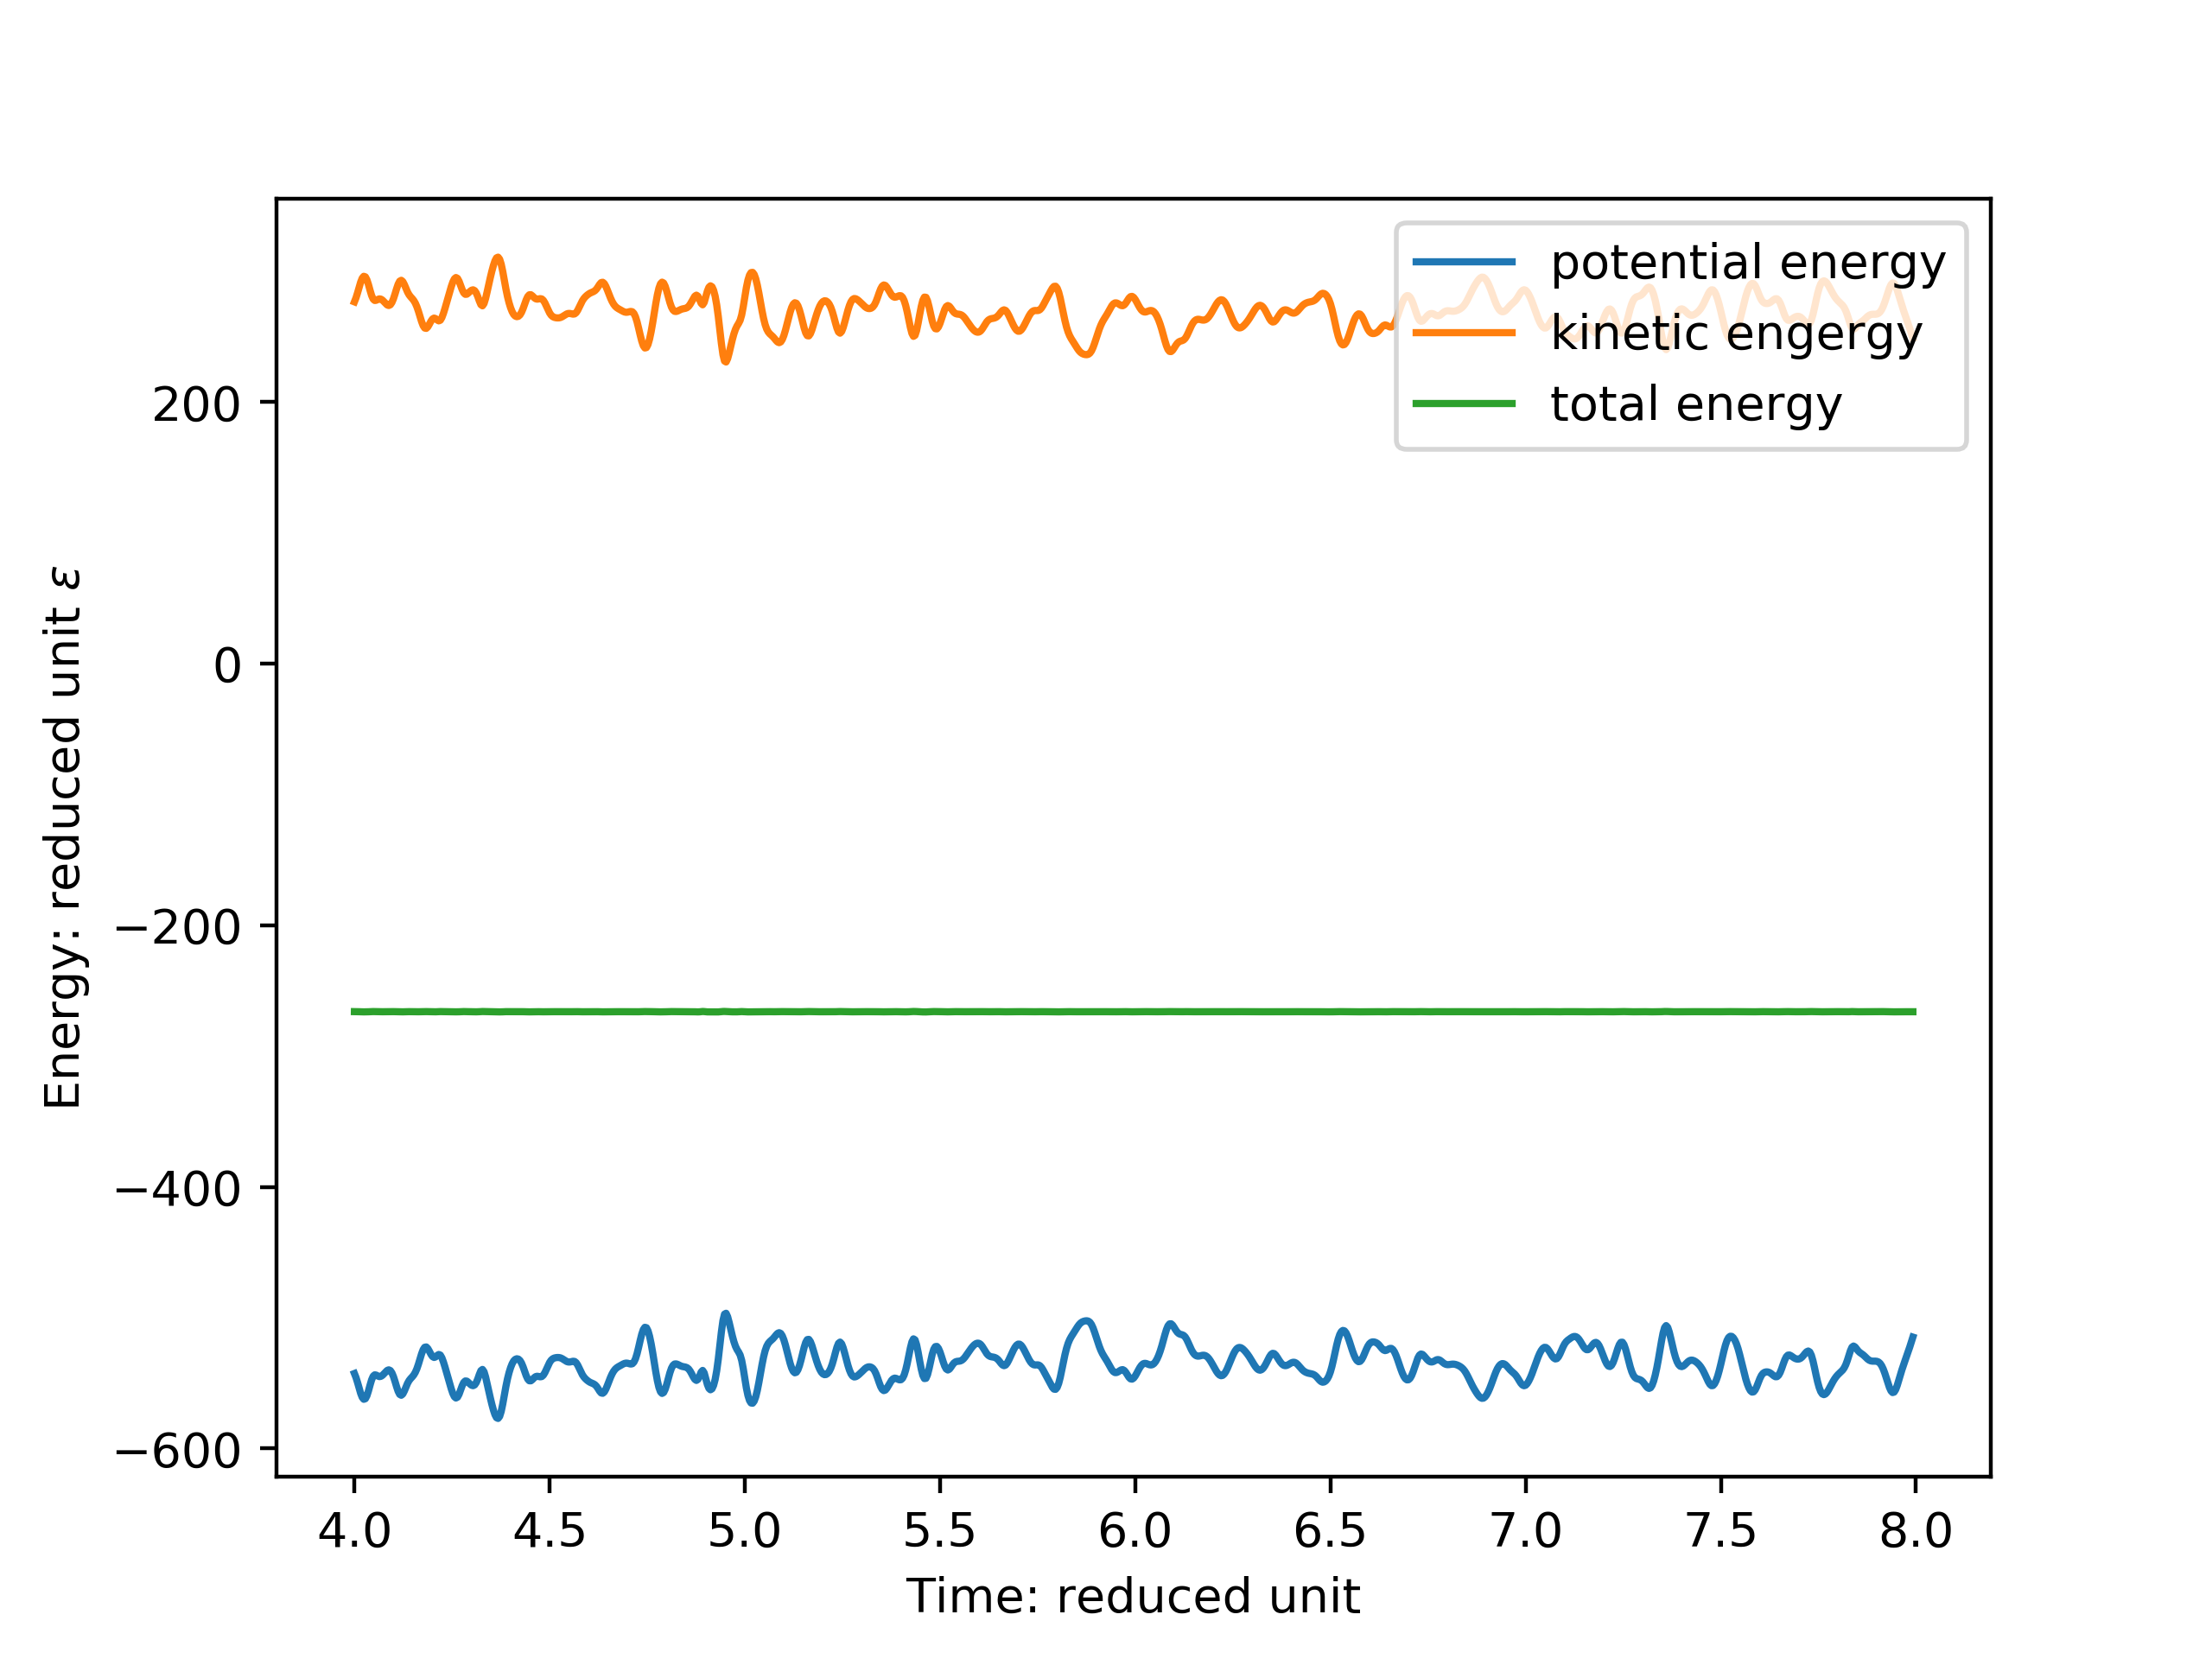 potential energy
kinetic engergy
total energy
200
0
−200
−400
−600
Energy: reduced unit ε
4.0 4.5 5.0 5.5 6.0 6.5 7.0 7.5 8.0
Time: reduced unit